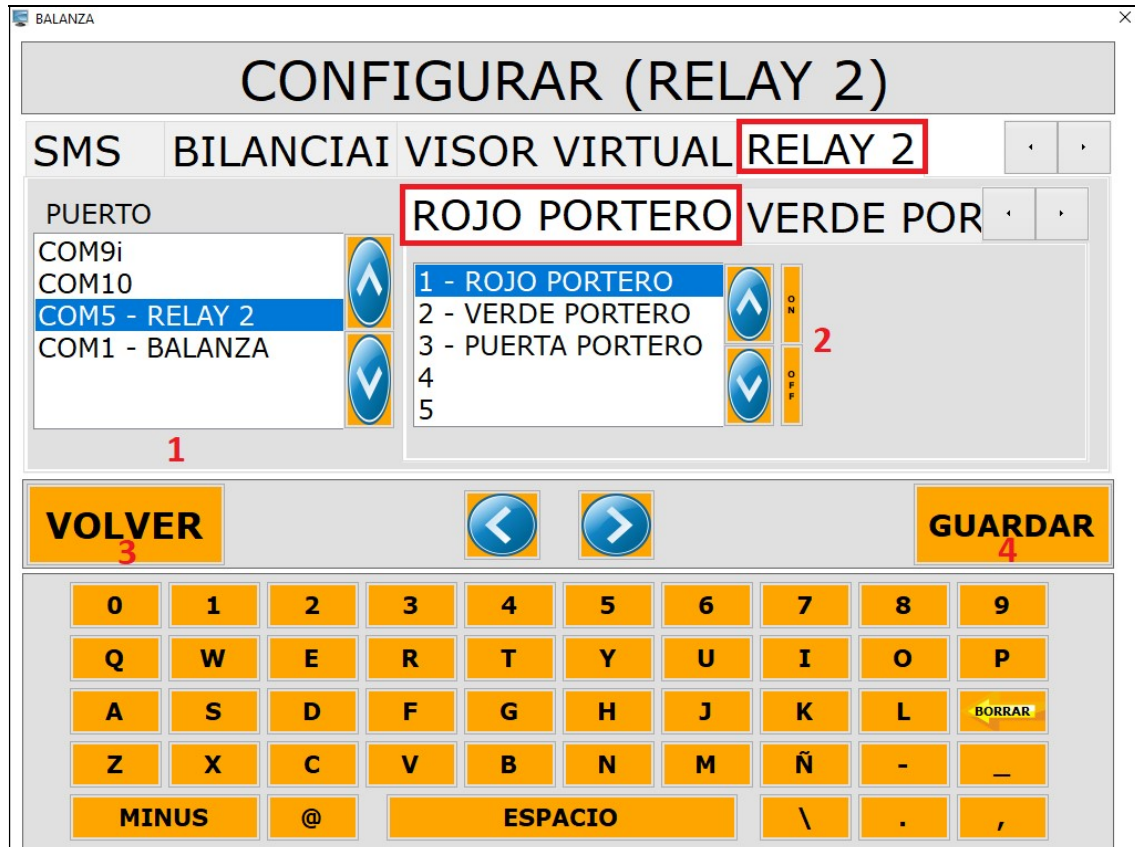 BALANZA
CONFIGURAR (RELAY 2)
SMS BILANCIAI VISOR VIRTUAL RELAY 2
PUERTO
COM9i
COM10
COM5 - RELAY 2
COM1 - BALANZA
1
ROJO PORTERO VERDE POR
1 - ROJO PORTERO
2 - VERDE PORTERO
3 - PUERTA PORTERO
4
5
ON
OFF
2
VOLVER
3
GUARDAR
4
0 1 2 3 4 5 6 7 8 9
Q W E R T Y U I O P
A S D F G H J K L BORRAR
Z X C V B N M Ñ - _
MINUS @ ESPACIO \ . ,